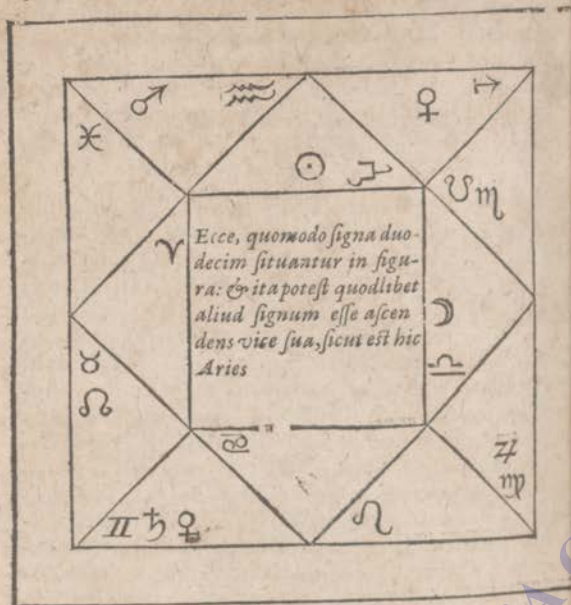 Ecce, quomodo signa duo-
decim situantur in figu-
ra: & ita potest quodlibet
aliud signum esse ascen
dens vice sua, sicut est hic
Aries